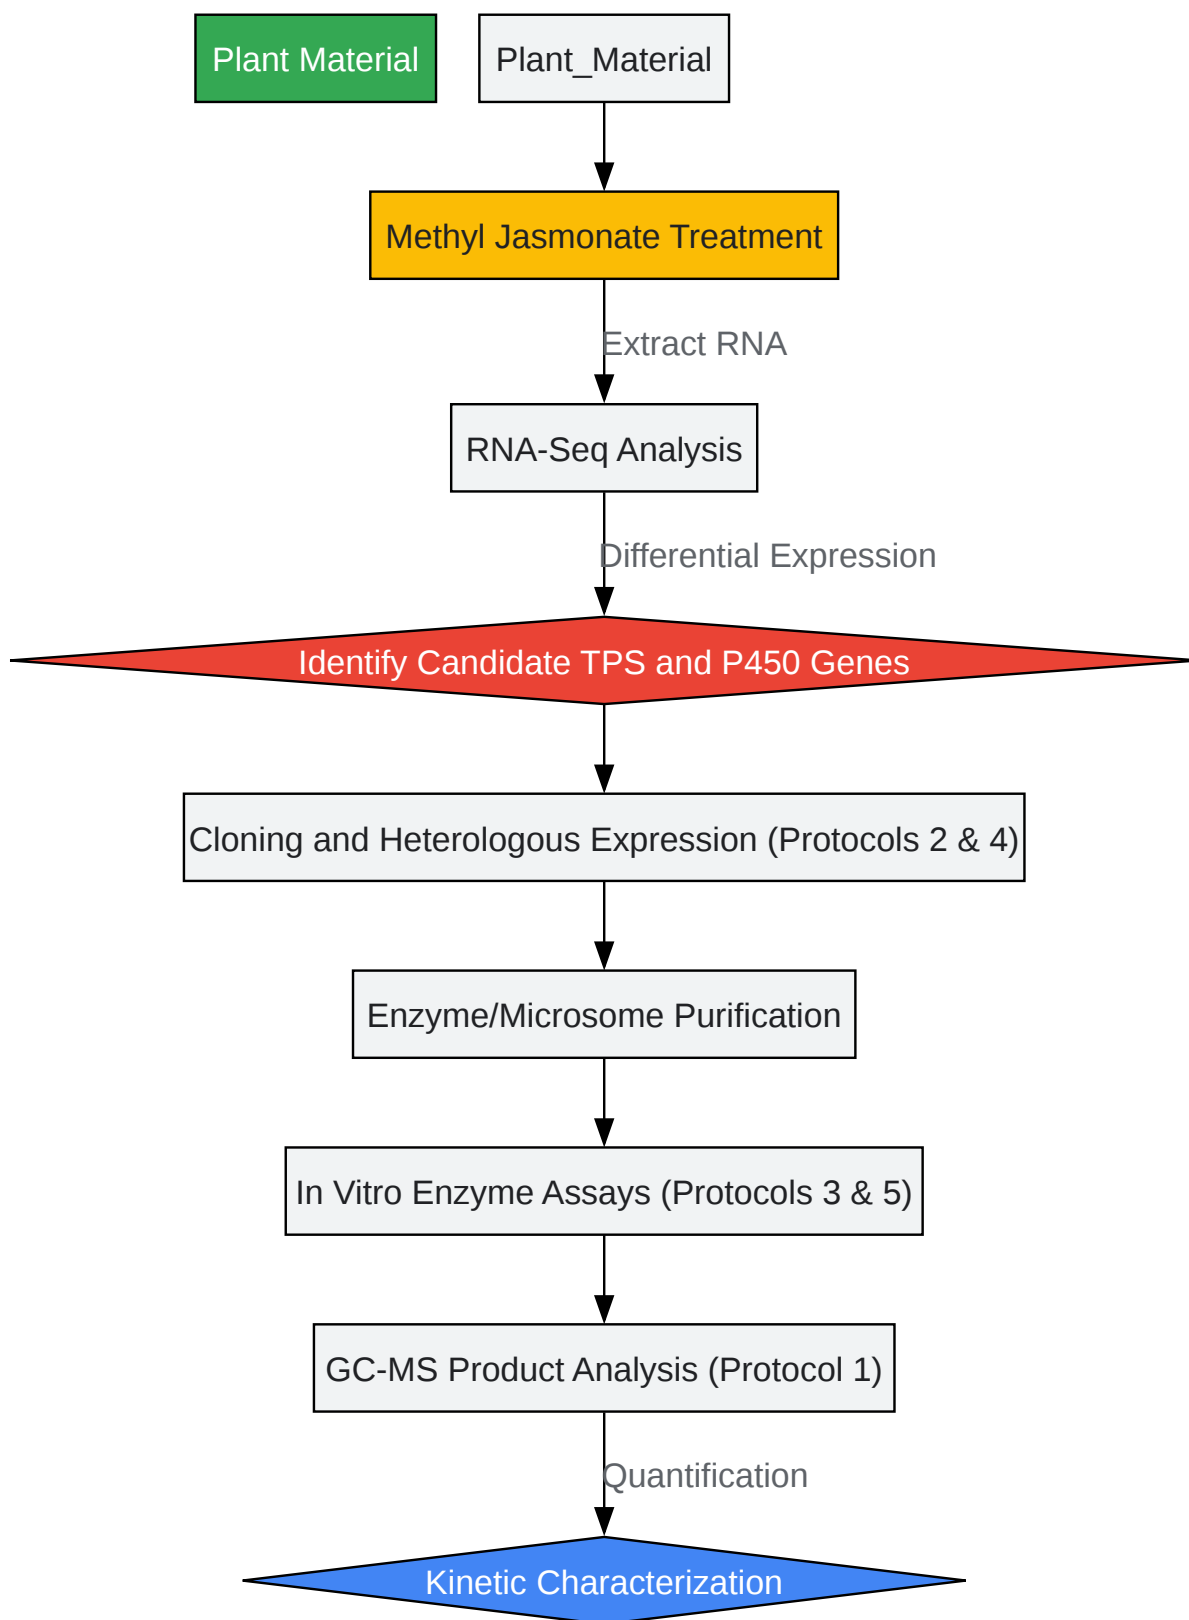 Plant Material
Plant_Material
Methyl Jasmonate Treatment
Extract RNA
RNA-Seq Analysis
Differential Expression
Identify Candidate TPS and P450 Genes
Cloning and Heterologous Expression (Protocols 2 & 4)
Enzyme/Microsome Purification
In Vitro Enzyme Assays (Protocols 3 & 5)
GC-MS Product Analysis (Protocol 1)
Quantification
Kinetic Characterization